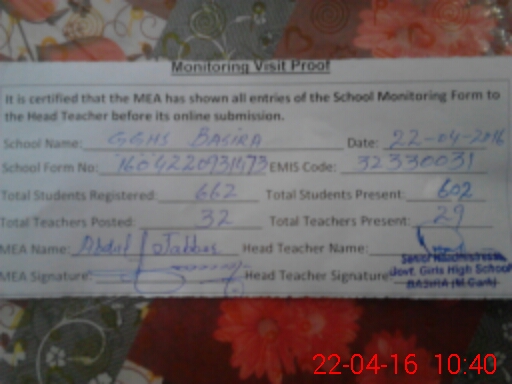 Monitoring Visit Proof
It is certified that the MEA has shown all entries of the School Monitoring Form to
the Head Teacher before its online submission.
School Name: GGHS BASIRA Date: 22-04-2016
School Form No: EMIS Code: 32330031
Total Students Registered: 662 Total Students Present: 602
Total Teachers Posted: 32 Total Teachers Present: 29
MEA Name: Abdul Jabbar Head Teacher Name:
MEA Signature: Head Teacher Signature
Senior Headmistress
Govt. Girls High School
BASIRA (M.Garh)
22-04-16 10:40